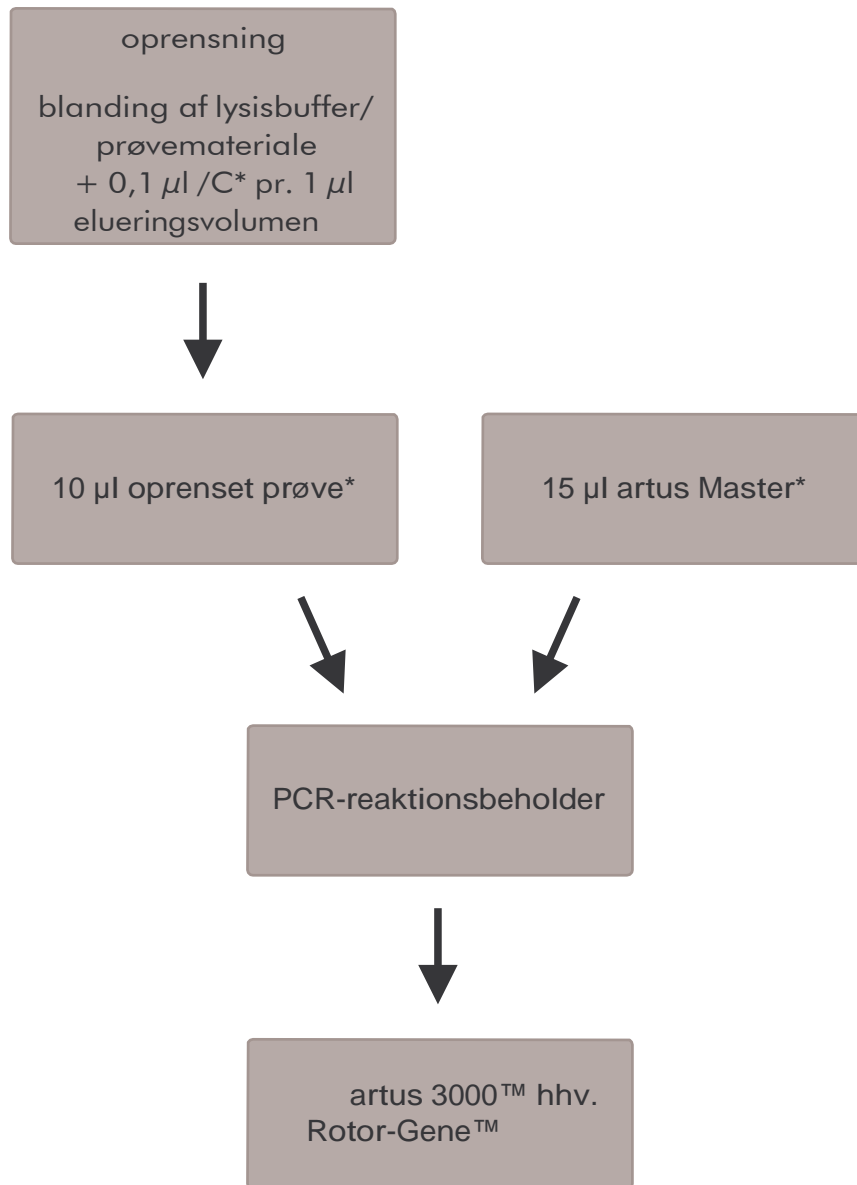 oprensning
blanding af lysisbuffer/
prøvemateriale
+ 0,1 µl /C* pr. 1 µl
elueringsvolumen
10 µl oprenset prøve*
15 µl artus Master*
PCR-reaktionsbeholder
artus 3000™ hhv.
Rotor-Gene™